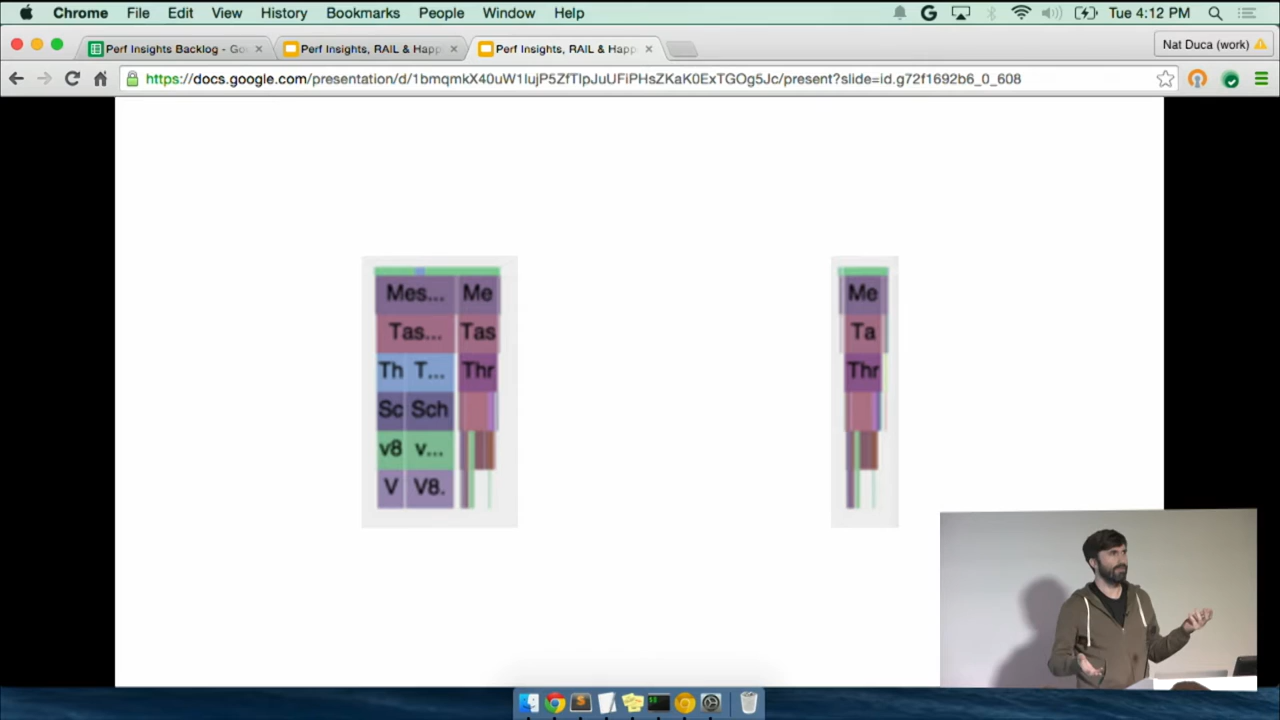 Chrome File Edit View History Bookmarks People Window Help Tue 4:12 PM
Perf Insights Backlog - Go Perf Insights, RAIL & Happ Perf Insights, RAIL & Happ Nat Duca (work)
https://docs.google.com/presentation/d/1bmqmkX40uW1IujP5ZfTIpJuUFiPHsZKaK0ExTGOg5Jc/present?slide=id.g72f1692b6_0_608
Mes... Me Me
Tas... Tas Ta
Th T... Thr Thr
Sc Sch
v8 v...
V V8.